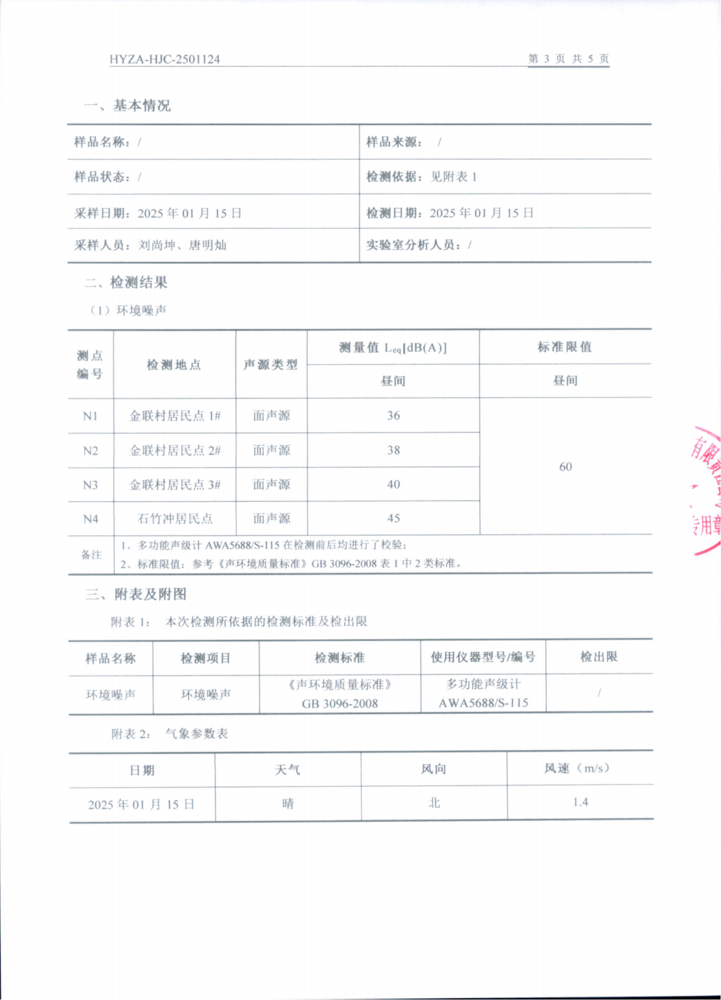 HYZA-HJC-2501124 第 3 页 共 5 页
一、基本情况
样品名称：/ 样品来源： /
样品状态：/ 检测依据：见附表 1
采样日期：2025 年 01 月 15 日 检测日期：2025 年 01 月 15 日
采样人员：刘尚坤、唐明灿 实验室分析人员：/
二、检测结果
（1）环境噪声
测点编号 检测地点 声源类型 测量值 Leq[dB(A)] 标准限值
昼间 昼间
N1 金联村居民点 1# 面声源 36 60
N2 金联村居民点 2# 面声源 38
N3 金联村居民点 3# 面声源 40
N4 石竹冲居民点 面声源 45
备注 1、多功能声级计 AWA5688/S-115 在检测前后均进行了校验；
2、标准限值：参考《声环境质量标准》GB 3096-2008 表 1 中 2 类标准。
三、附表及附图
附表 1： 本次检测所依据的检测标准及检出限
样品名称 检测项目 检测标准 使用仪器型号/编号 检出限
环境噪声 环境噪声 《声环境质量标准》 多功能声级计 /
GB 3096-2008 AWA5688/S-115
附表 2： 气象参数表
日期 天气 风向 风速（m/s）
2025 年 01 月 15 日 晴 北 1.4
有限责
专用章